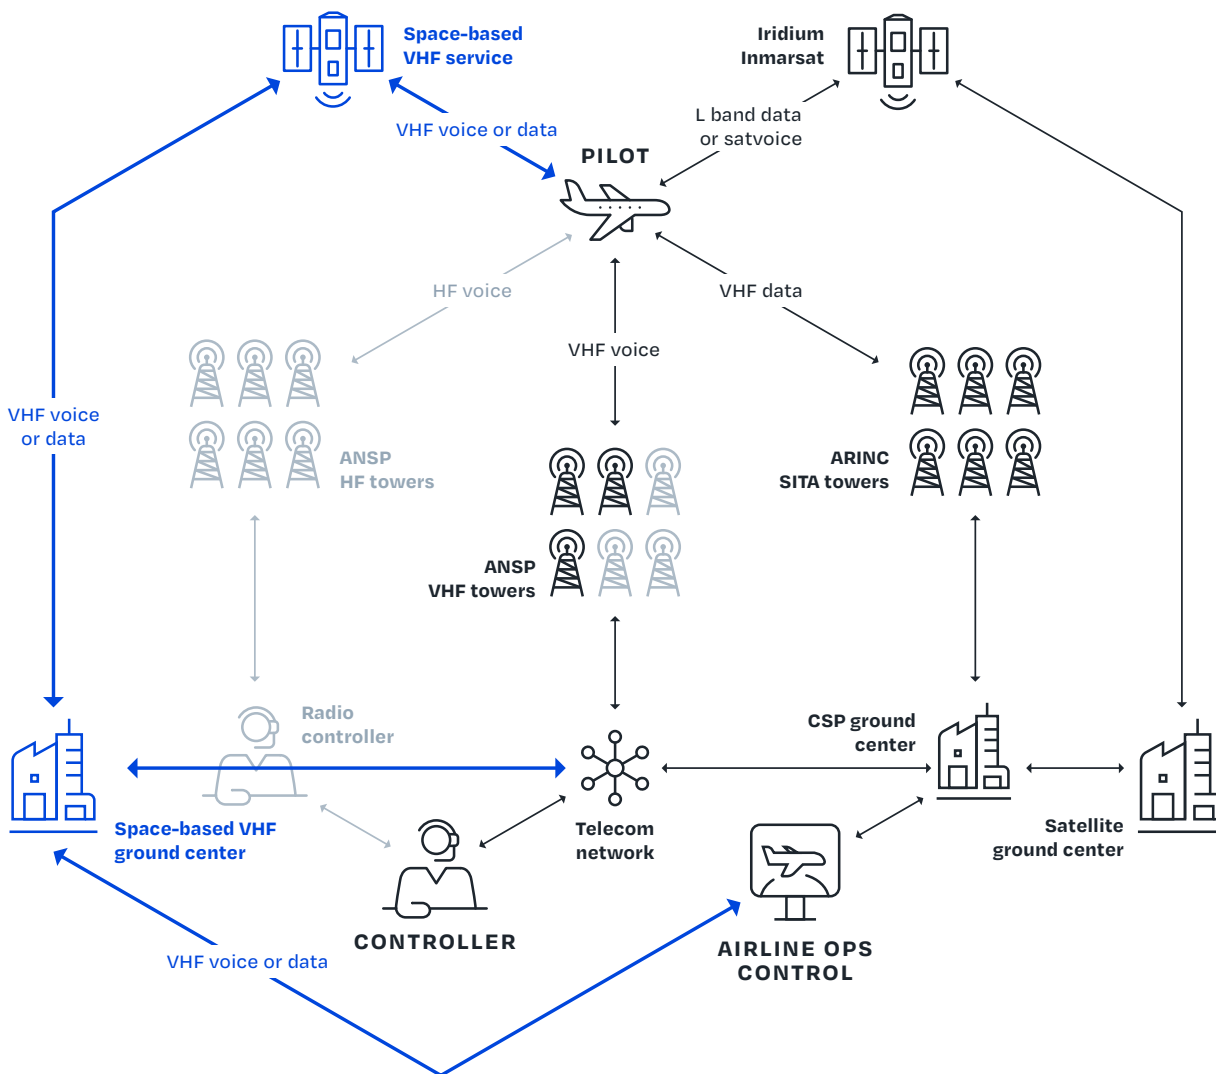 Space-based
VHF service
Iridium
Inmarsat
VHF voice or data
L band data
or satvoice
PILOT
HF voice
VHF data
VHF voice
VHF voice
or data
ANSP
HF towers
ARINC
SITA towers
ANSP
VHF towers
Radio
controller
CSP ground
center
Space-based VHF
ground center
Telecom
network
Satellite
ground center
CONTROLLER
AIRLINE OPS
CONTROL
VHF voice or data